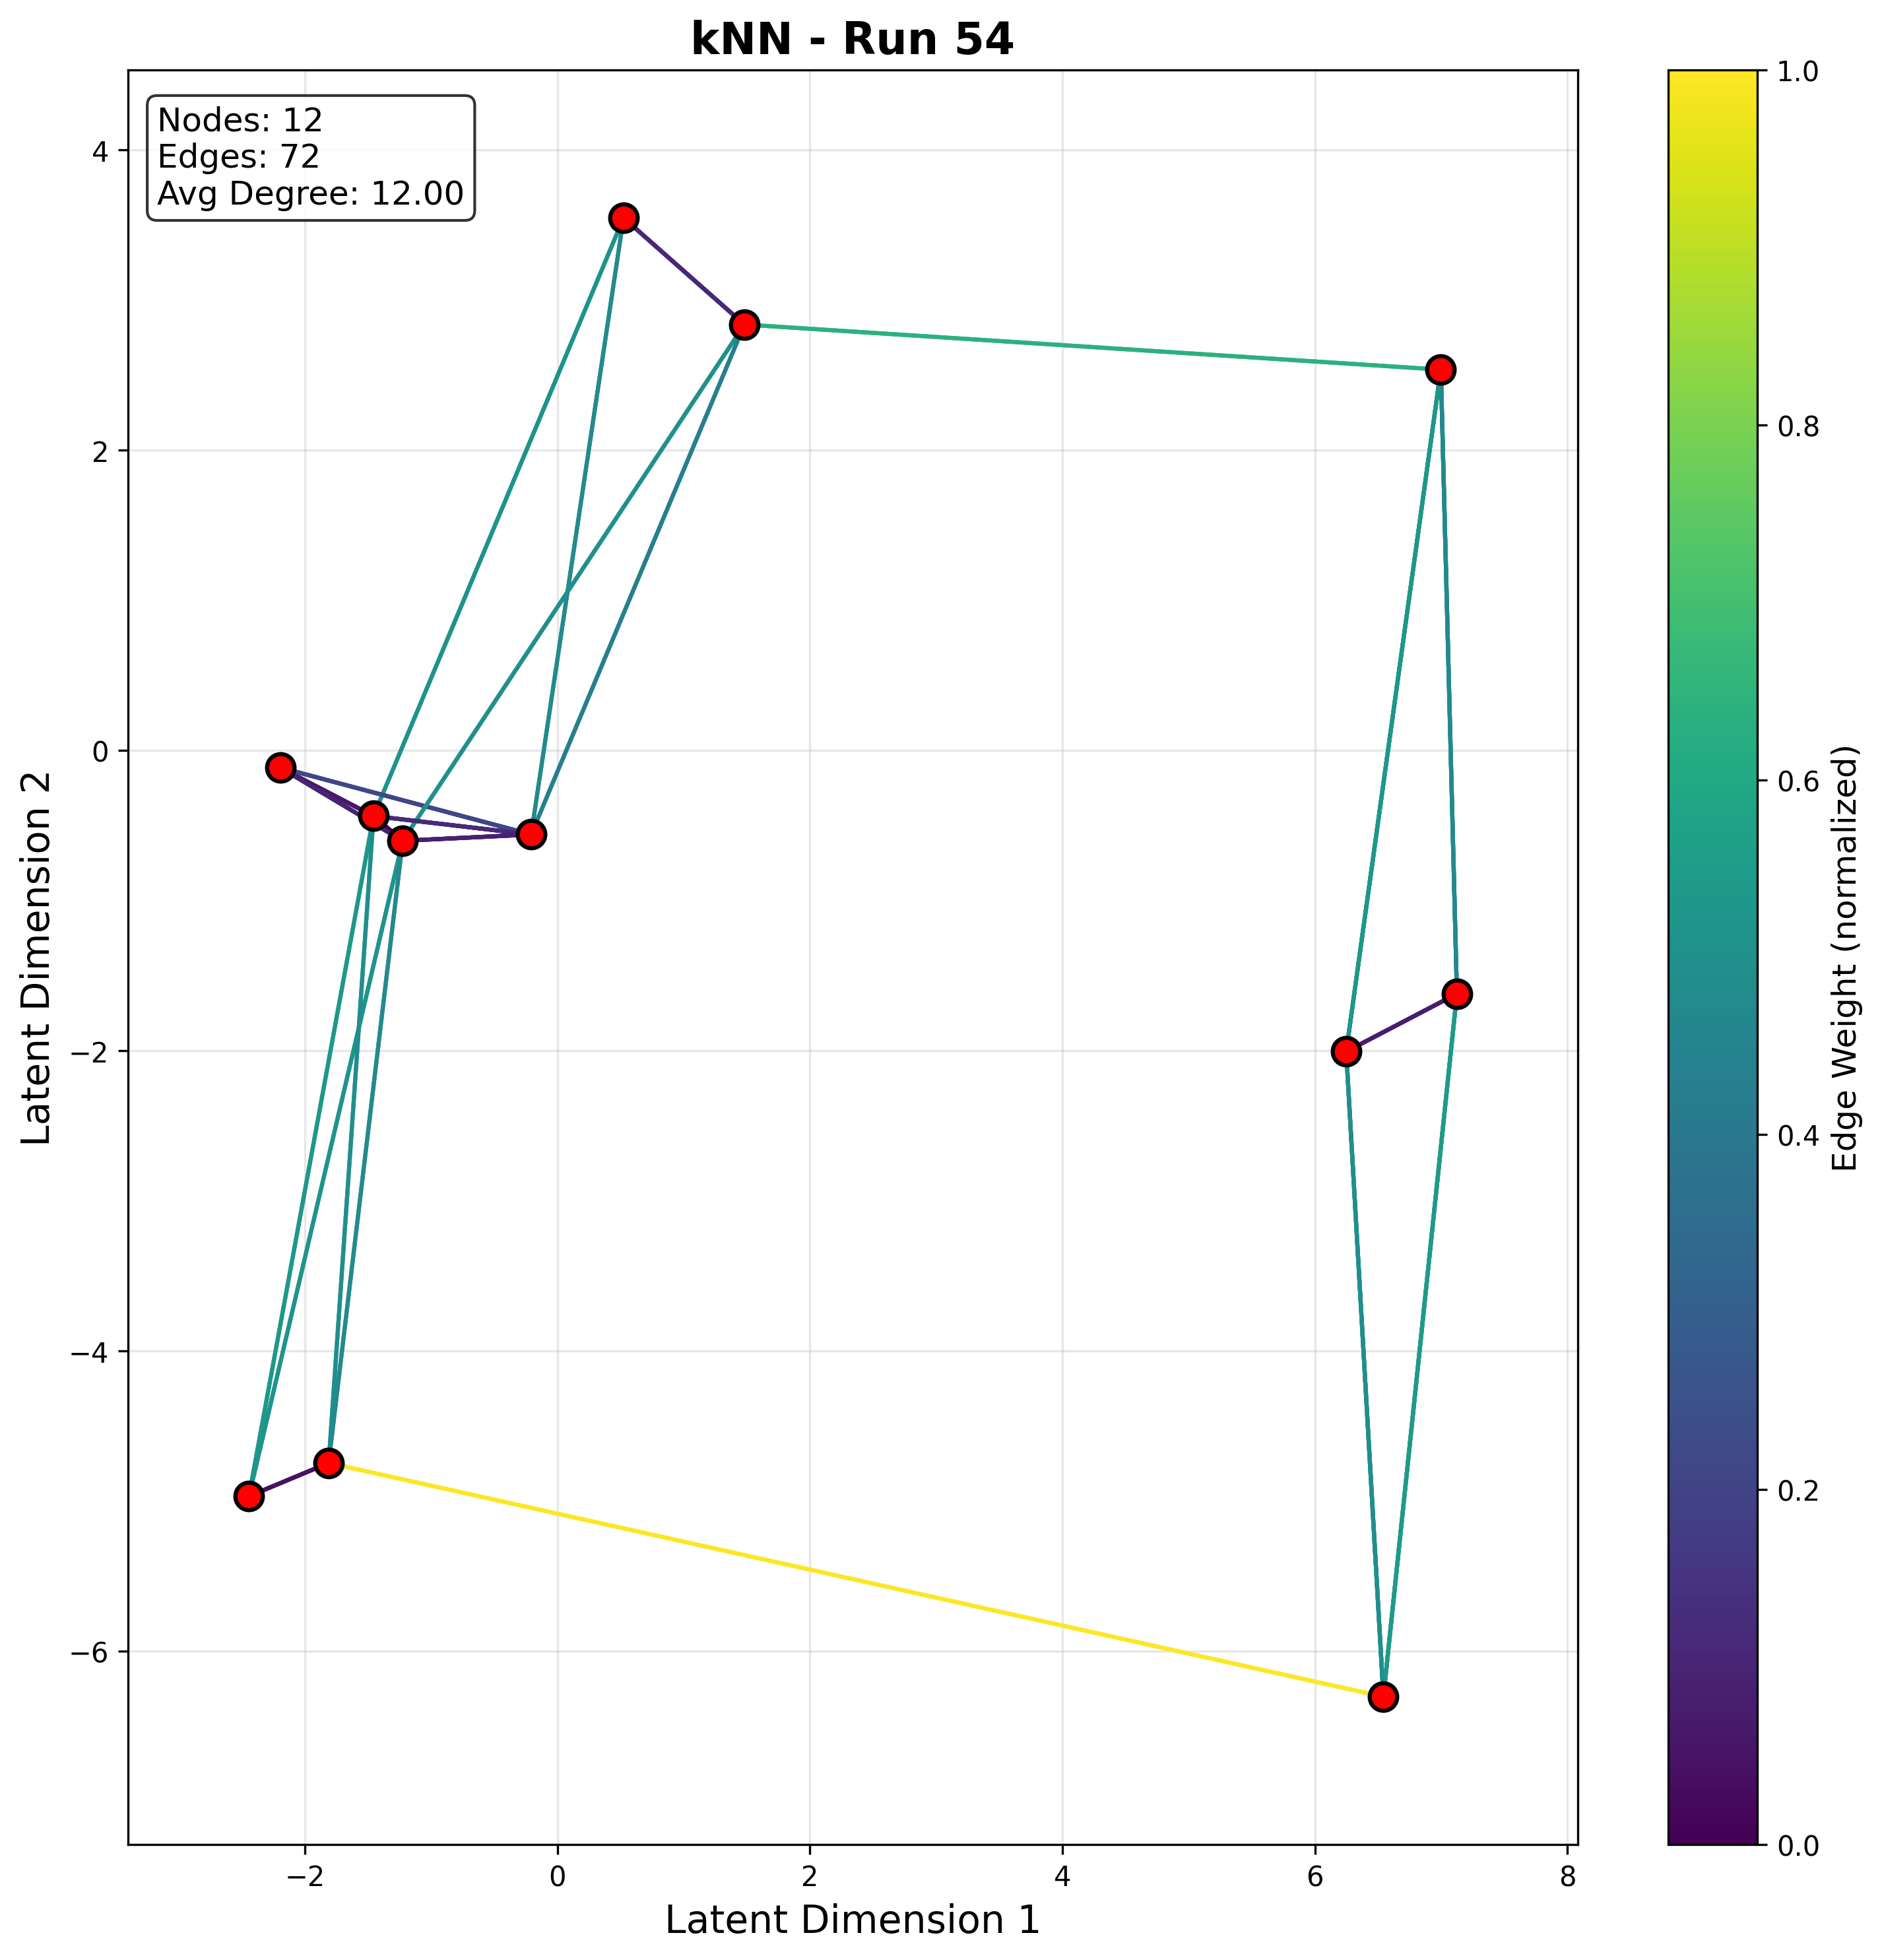 kNN - Run 54
Nodes: 12
Edges: 72
Avg Degree: 12.00
4
2
0
−2
−4
−6
Latent Dimension 2
−2
0
2
4
6
8
Latent Dimension 1
1.0
0.8
0.6
0.4
0.2
0.0
Edge Weight (normalized)